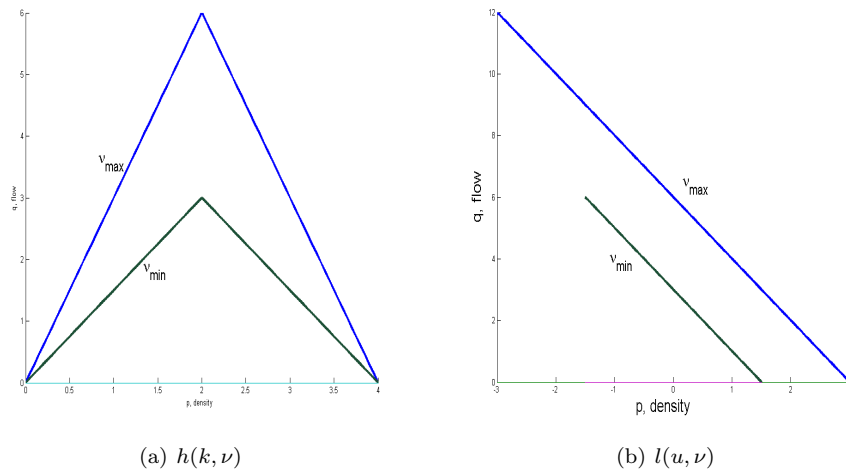 6
5
4
3
2
1
0
q, flow
ν_max
ν_min
0 0.5 1 1.5 2 2.5 3 3.5 4
p, density
(a) h(k, ν)
12
10
8
6
4
2
0
q, flow
ν_max
ν_min
-3 -2 -1 0 1 2
p, density
(b) l(u, ν)